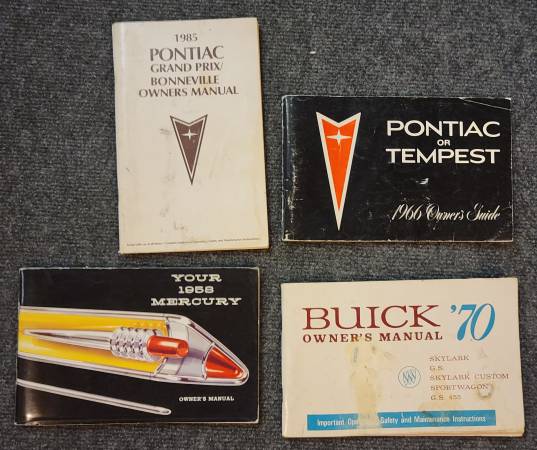 1985
PONTIAC
GRAND PRIX/
BONNEVILLE
OWNERS MANUAL
PONTIAC
OR
TEMPEST
1966 Owner's Guide
YOUR
1958
MERCURY
OWNER'S MANUAL
BUICK '70
OWNER'S MANUAL
SKYLARK
G.S.
SKYLARK CUSTOM
SPORTWAGON
G.S. 455
Important Safety and Maintenance Instructions